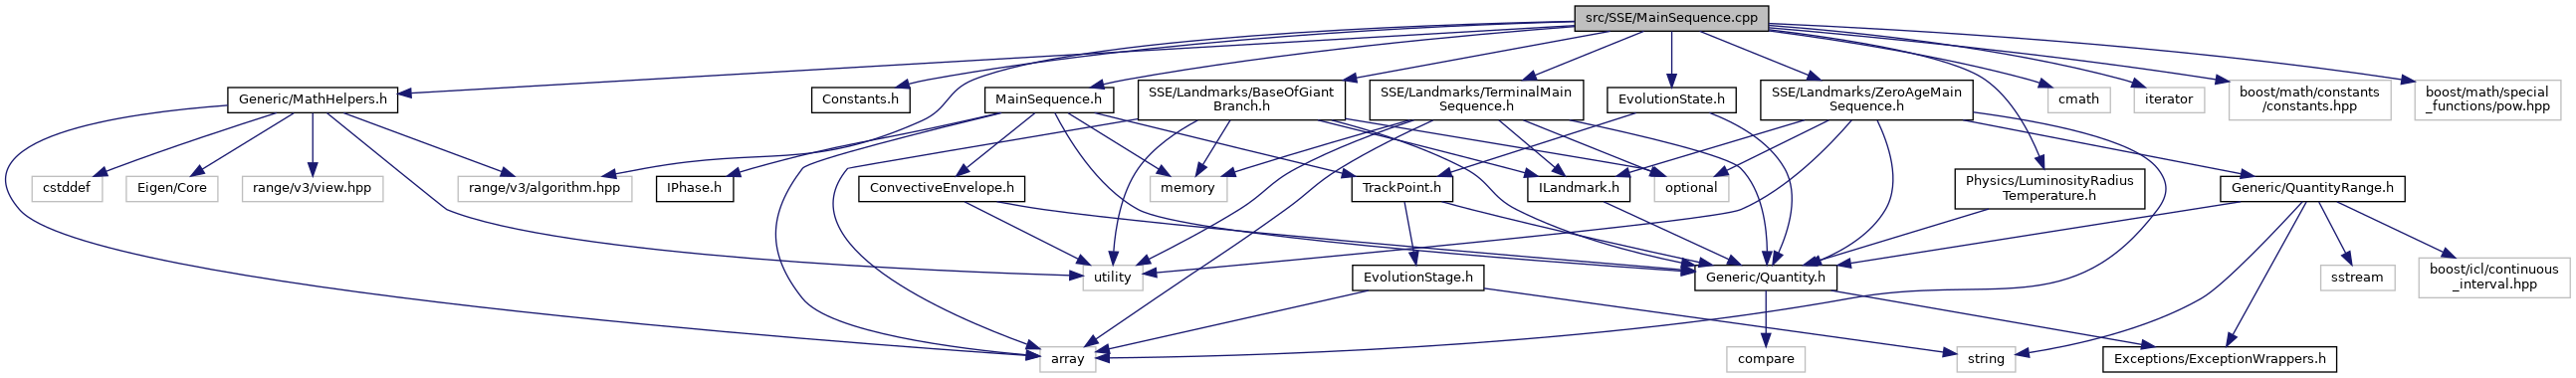 src/SSE/MainSequence.cpp
Generic/MathHelpers.h
Constants.h
MainSequence.h
SSE/Landmarks/BaseOfGiant
Branch.h
SSE/Landmarks/TerminalMain
Sequence.h
EvolutionState.h
SSE/Landmarks/ZeroAgeMain
Sequence.h
cmath
iterator
boost/math/constants
/constants.hpp
boost/math/special
_functions/pow.hpp
cstddef
Eigen/Core
range/v3/view.hpp
range/v3/algorithm.hpp
IPhase.h
ConvectiveEnvelope.h
memory
TrackPoint.h
ILandmark.h
optional
Physics/LuminosityRadius
Temperature.h
Generic/QuantityRange.h
utility
EvolutionStage.h
Generic/Quantity.h
sstream
boost/icl/continuous
_interval.hpp
array
compare
string
Exceptions/ExceptionWrappers.h